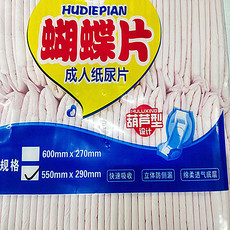 HUDIEPIAN
蝴蝶片
成人纸尿片
HULUXING
葫芦型
设计
规格
600mm x 270mm
550mm x 290mm
快速吸收
立体防侧漏
棉柔透气底层